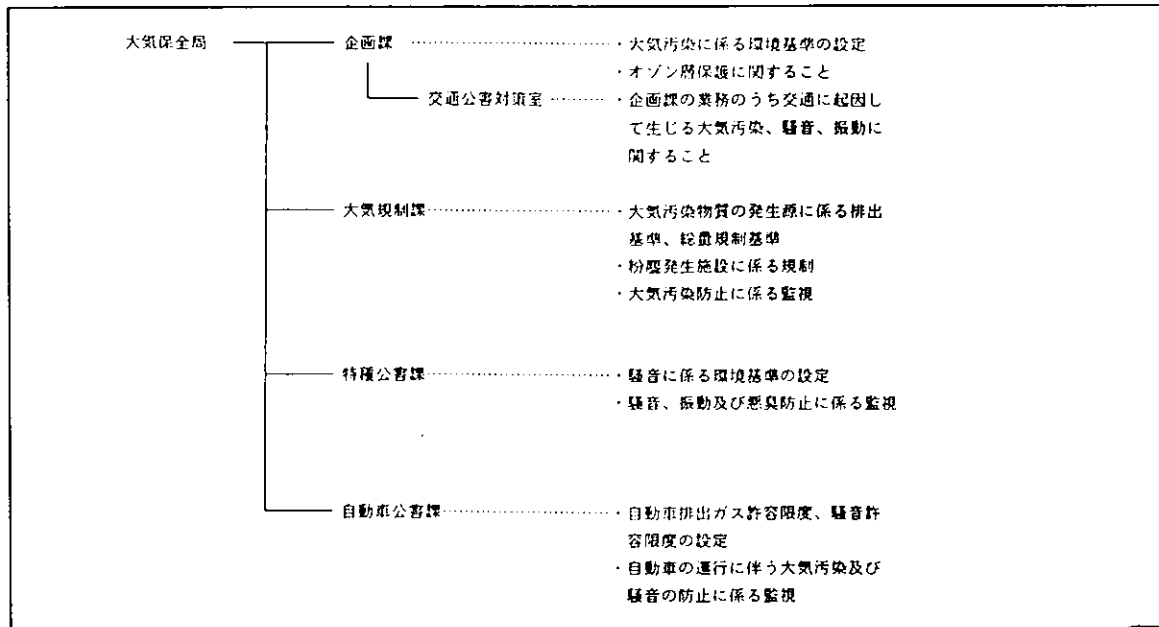 大気保全局 企画課 ・大気汚染に係る環境基準の設定
・オゾン層保護に関すること
交通公害対策室 ・企画課の業務のうち交通に起因し
て生じる大気汚染、騒音、振動に
関すること
大気規制課 ・大気汚染物質の発生源に係る排出
基準、総量規制基準
・粉塵発生施設に係る規制
・大気汚染防止に係る監視
特殊公害課 ・騒音に係る環境基準の設定
・騒音、振動及び悪臭防止に係る監視
自動車公害課 ・自動車排出ガス許容限度、騒音許
容限度の設定
・自動車の運行に伴う大気汚染及び
騒音の防止に係る監視